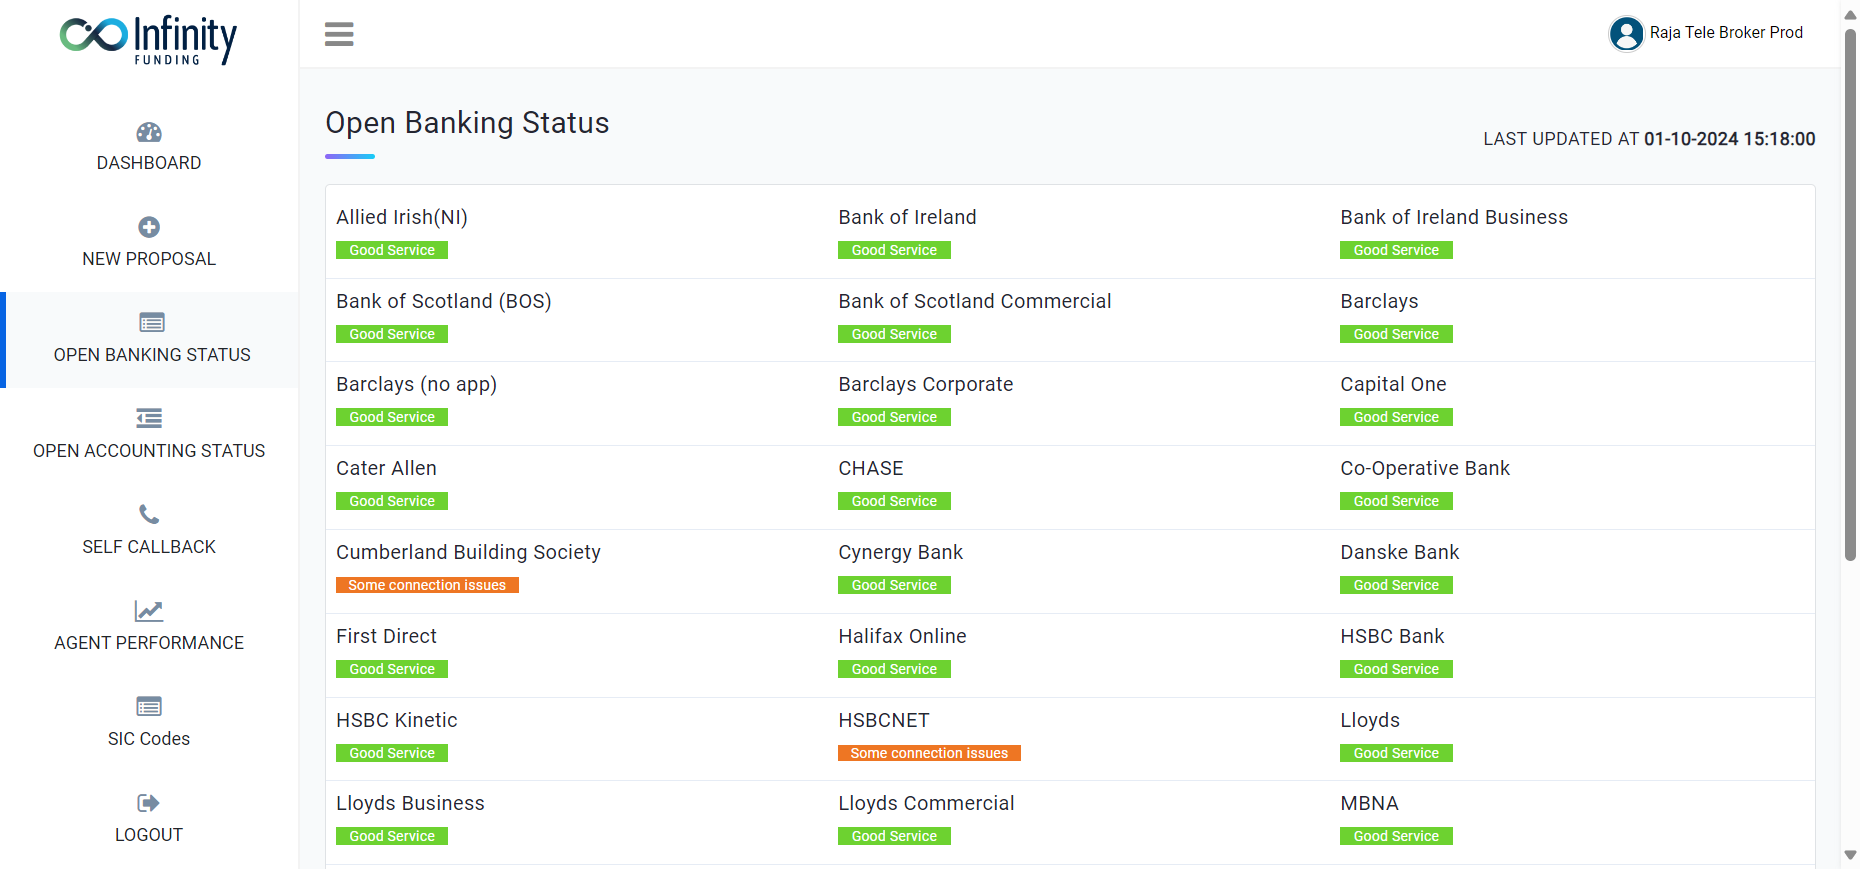 Infinity
FUNDING
Raja Tele Broker Prod
DASHBOARD
NEW PROPOSAL
OPEN BANKING STATUS
OPEN ACCOUNTING STATUS
SELF CALLBACK
AGENT PERFORMANCE
SIC Codes
LOGOUT
Open Banking Status
LAST UPDATED AT 01-10-2024 15:18:00
Allied Irish(NI) Bank of Ireland Bank of Ireland Business
Good Service Good Service Good Service
Bank of Scotland (BOS) Bank of Scotland Commercial Barclays
Good Service Good Service Good Service
Barclays (no app) Barclays Corporate Capital One
Good Service Good Service Good Service
Cater Allen CHASE Co-Operative Bank
Good Service Good Service Good Service
Cumberland Building Society Cynergy Bank Danske Bank
Some connection issues Good Service Good Service
First Direct Halifax Online HSBC Bank
Good Service Good Service Good Service
HSBC Kinetic HSBCNET Lloyds
Good Service Some connection issues Good Service
Lloyds Business Lloyds Commercial MBNA
Good Service Good Service Good Service